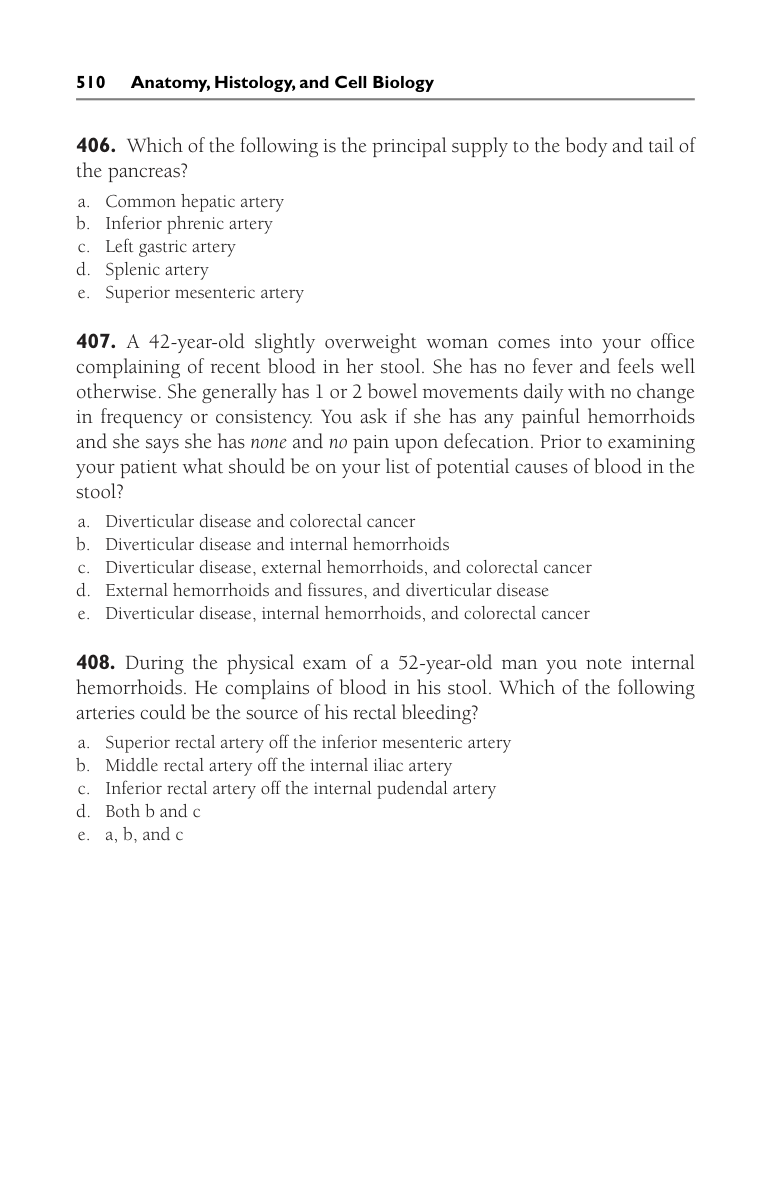 510 Anatomy, Histology, and Cell Biology
406. Which of the following is the principal supply to the body and tail of
the pancreas?
a. Common hepatic artery
b. Inferior phrenic artery
c. Left gastric artery
d. Splenic artery
e. Superior mesenteric artery
407. A 42-year-old slightly overweight woman comes into your office
complaining of recent blood in her stool. She has no fever and feels well
otherwise. She generally has 1 or 2 bowel movements daily with no change
in frequency or consistency. You ask if she has any painful hemorrhoids
and she says she has none and no pain upon defecation. Prior to examining
your patient what should be on your list of potential causes of blood in the
stool?
a. Diverticular disease and colorectal cancer
b. Diverticular disease and internal hemorrhoids
c. Diverticular disease, external hemorrhoids, and colorectal cancer
d. External hemorrhoids and fissures, and diverticular disease
e. Diverticular disease, internal hemorrhoids, and colorectal cancer
408. During the physical exam of a 52-year-old man you note internal
hemorrhoids. He complains of blood in his stool. Which of the following
arteries could be the source of his rectal bleeding?
a. Superior rectal artery off the inferior mesenteric artery
b. Middle rectal artery off the internal iliac artery
c. Inferior rectal artery off the internal pudendal artery
d. Both b and c
e. a, b, and c